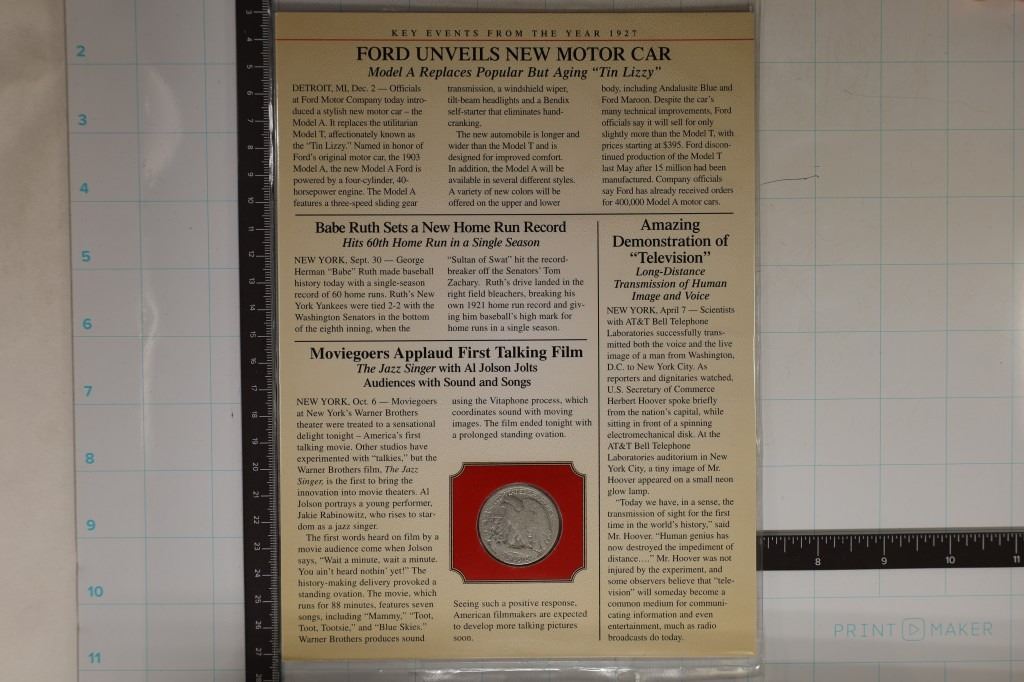 KEY EVENTS FROM THE YEAR 1927
FORD UNVEILS NEW MOTOR CAR
Model A Replaces Popular But Aging “Tin Lizzy”
DETROIT, MI, Dec. 2 — Officials
at Ford Motor Company today intro-
duced a stylish new motor car – the
Model A. It replaces the utilitarian
Model T, affectionately known as
the “Tin Lizzy.” Named in honor of
Ford's original motor car, the 1903
Model A, the new Model A Ford is
powered by a four-cylinder, 40-
horsepower engine. The Model A
features a three-speed sliding gear
transmission, a windshield wiper,
tilt-beam headlights and a Bendix
self-starter that eliminates hand-
cranking.
The new automobile is longer and
wider than the Model T and is
designed for improved comfort.
In addition, the Model A will be
available in several different styles.
A variety of new colors will be
offered on the upper and lower
body, including Andalusite Blue and
Ford Maroon. Despite the car's
many technical improvements, Ford
officials say it will sell for only
slightly more than the Model T, with
prices starting at $395. Ford discon-
tinued production of the Model T
last May after 15 million had been
manufactured. Company officials
say Ford has already received orders
for 400,000 Model A motor cars.
Babe Ruth Sets a New Home Run Record
Hits 60th Home Run in a Single Season
NEW YORK, Sept. 30 — George
Herman “Babe” Ruth made baseball
history today with a single-season
record of 60 home runs. Ruth's New
York Yankees were tied 2-2 with the
Washington Senators in the bottom
of the eighth inning, when the
“Sultan of Swat” hit the record-
breaker off the Senators' Tom
Zachary. Ruth's drive landed in the
right field bleachers, breaking his
own 1921 home run record and giv-
ing him baseball's high mark for
home runs in a single season.
Moviegoers Applaud First Talking Film
The Jazz Singer with Al Jolson Jolts
Audiences with Sound and Songs
NEW YORK, Oct. 6 — Moviegoers
at New York's Warner Brothers
theater were treated to a sensational
delight tonight – America's first
talking movie. Other studios have
experimented with “talkies,” but the
Warner Brothers film, The Jazz
Singer, is the first to bring the
innovation into movie theaters. Al
Jolson portrays a young performer,
Jakie Rabinowitz, who rises to star-
dom as a jazz singer.
The first words heard on film by a
movie audience come when Jolson
says, “Wait a minute, wait a minute.
You ain't heard nothin' yet!” The
history-making delivery provoked a
standing ovation. The movie, which
runs for 88 minutes, features seven
songs, including “Mammy,” “Toot,
Toot, Tootsie,” and “Blue Skies.”
Warner Brothers produces sound
using the Vitaphone process, which
coordinates sound with moving
images. The film ended tonight with
a prolonged standing ovation.
Seeing such a positive response,
American filmmakers are expected
to develop more talking pictures
soon.
Amazing
Demonstration of
“Television”
Long-Distance
Transmission of Human
Image and Voice
NEW YORK, April 7 — Scientists
with AT&T Bell Telephone
Laboratories successfully trans-
mitted both the voice and the live
image of a man from Washington,
D.C. to New York City. As
reporters and dignitaries watched,
U.S. Secretary of Commerce
Herbert Hoover spoke briefly
from the nation's capital, while
sitting in front of a spinning
electromechanical disk. At the
AT&T Bell Telephone
Laboratories auditorium in New
York City, a tiny image of Mr.
Hoover appeared on a small neon
glow lamp.
“Today we have, in a sense, the
transmission of sight for the first
time in the world's history,” said
Mr. Hoover. “Human genius has
now destroyed the impediment of
distance....” Mr. Hoover was not
injured by the experiment, and
some observers believe that “tele-
vision” will someday become a
common medium for communi-
cating information and even
entertainment, much as radio
broadcasts do today.
2
3
4
5
6
7
8
9
10
11
8
9
10
11
PRINT MAKER